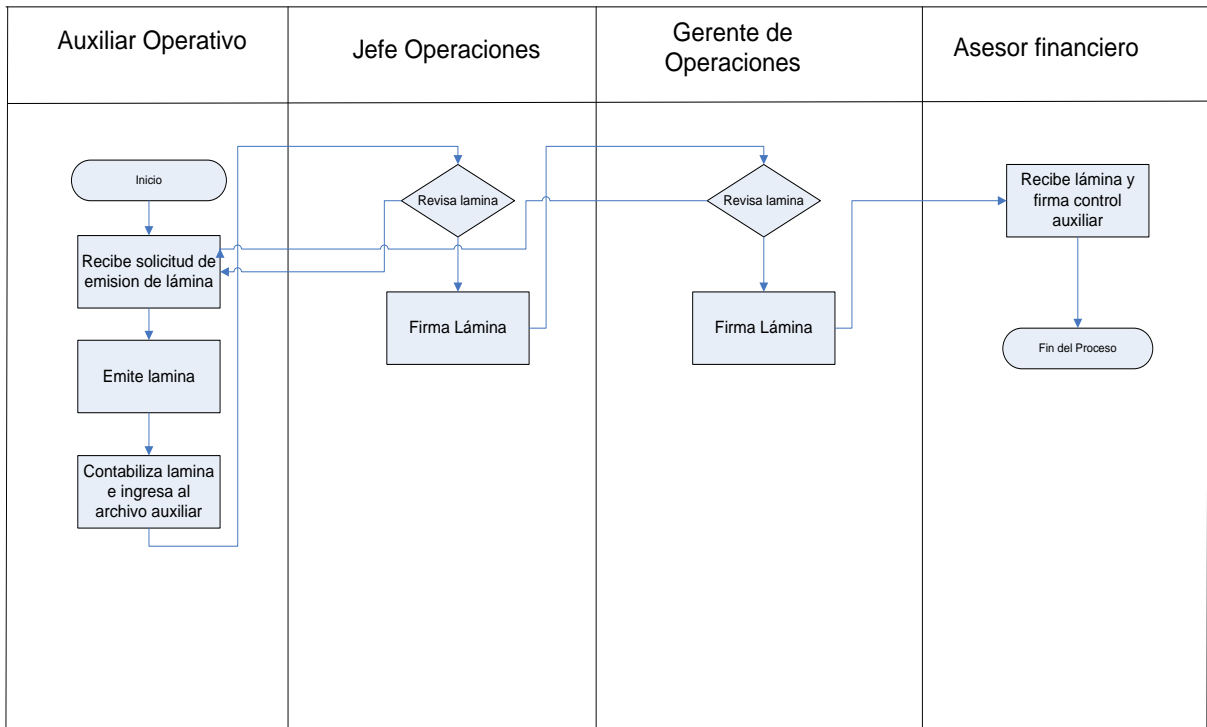 Auxiliar Operativo
Jefe Operaciones
Gerente de
Operaciones
Asesor financiero
Inicio
Recibe solicitud de
emision de lámina
Emite lamina
Contabiliza lamina
e ingresa al
archivo auxiliar
Revisa lamina
Firma Lámina
Revisa lamina
Firma Lámina
Recibe lámina y
firma control
auxiliar
Fin del Proceso